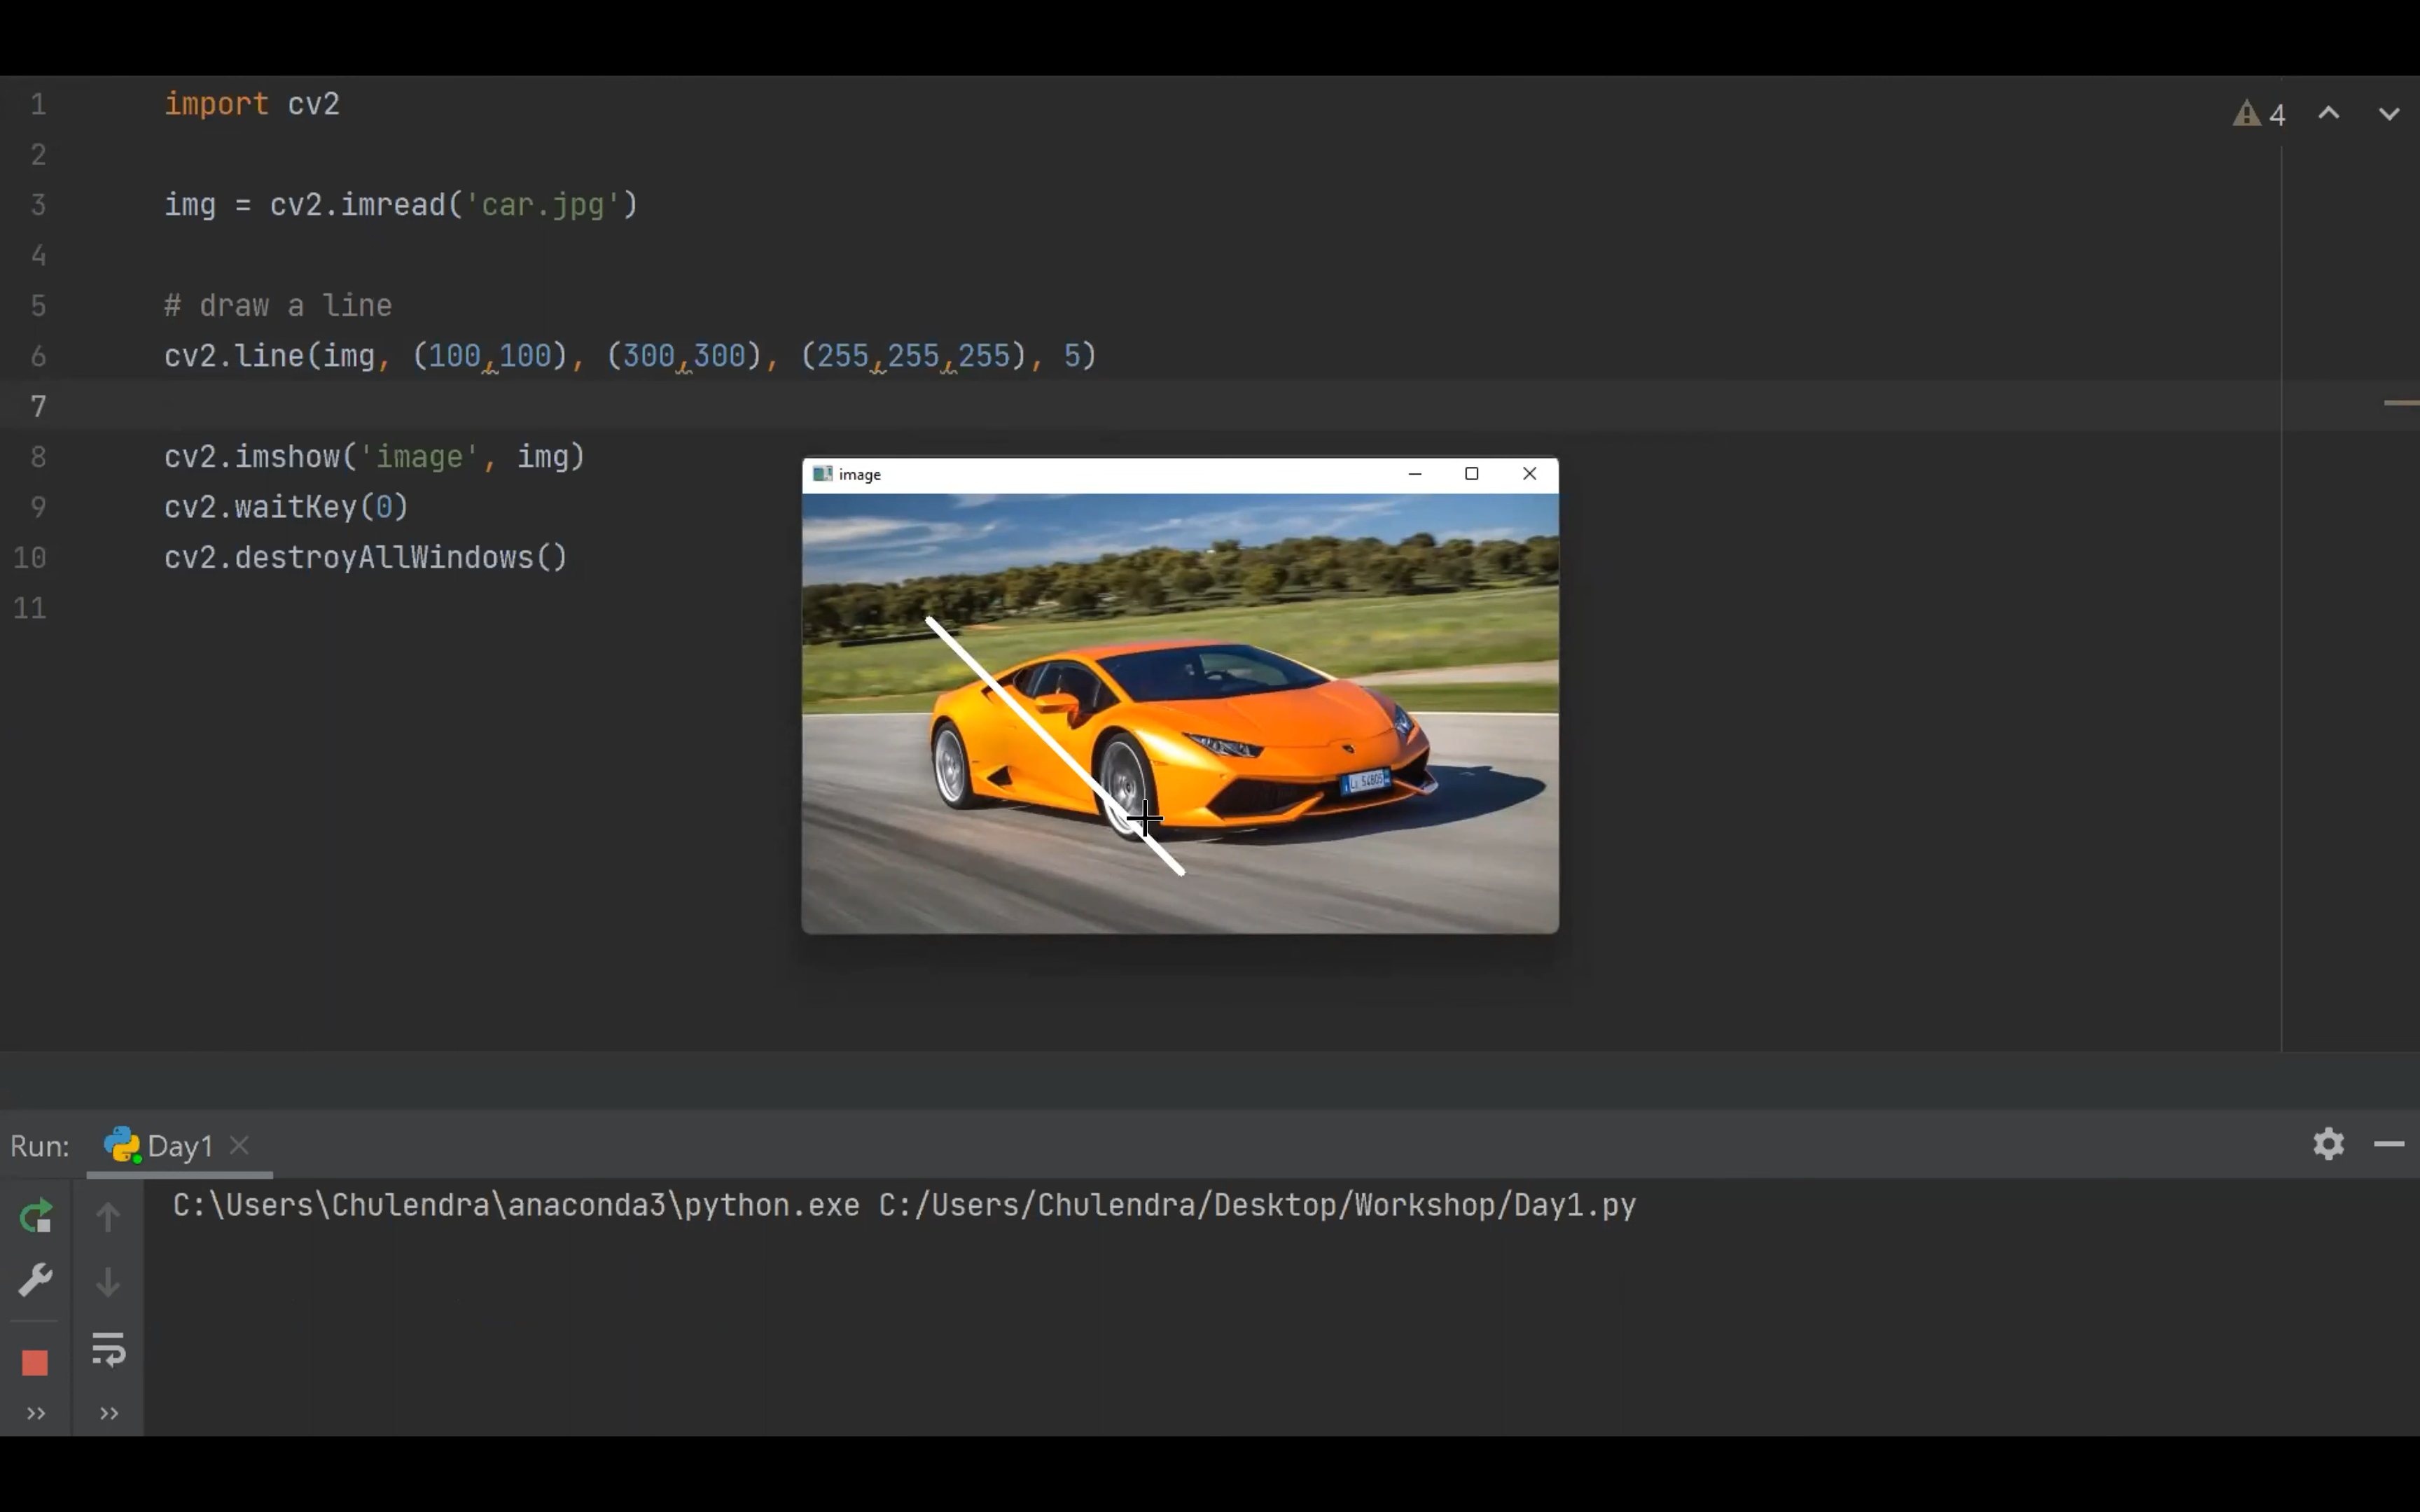 1 import cv2
2
3 img = cv2.imread('car.jpg')
4
5 # draw a line
6 cv2.line(img, (100,100), (300,300), (255,255,255), 5)
7
8 cv2.imshow('image', img)
9 cv2.waitKey(0)
10 cv2.destroyAllWindows()
11
4
image
Run: Day1
C:\Users\Chulendra\anaconda3\python.exe C:/Users/Chulendra/Desktop/Workshop/Day1.py